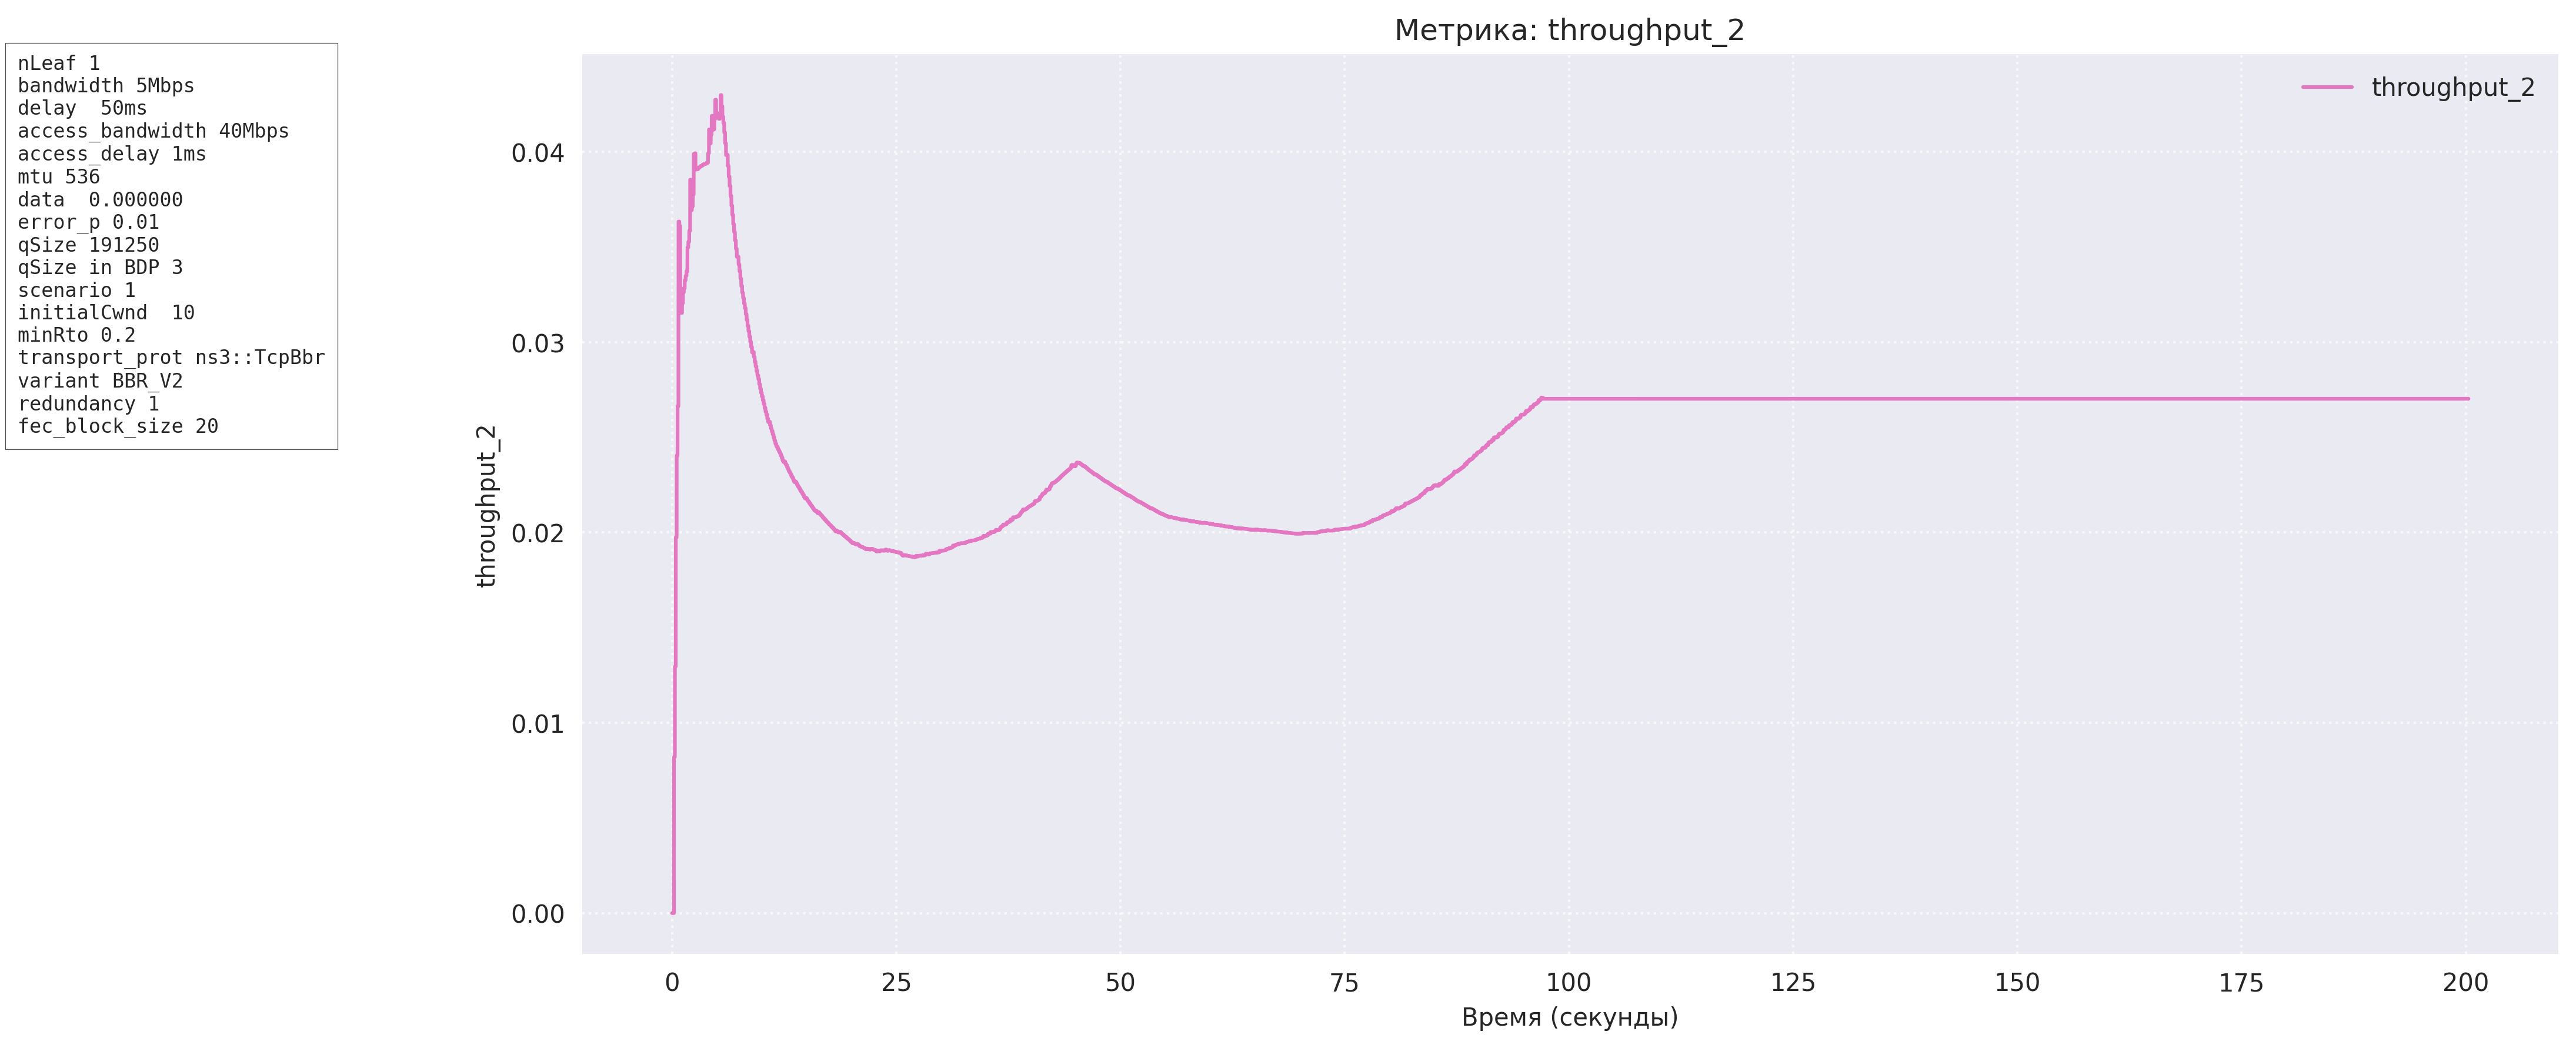 Метрика: throughput_2
nLeaf 1
bandwidth 5Mbps
delay  50ms
access_bandwidth 40Mbps
access_delay 1ms
mtu 536
data  0.000000
error_p 0.01
qSize 191250
qSize in BDP 3
scenario 1
initialCwnd  10
minRto 0.2
transport_prot ns3::TcpBbr
variant BBR_V2
redundancy 1
fec_block_size 20
throughput_2
throughput_2
0.04
0.03
0.02
0.01
0.00
0 25 50 75 100 125 150 175 200
Время (секунды)